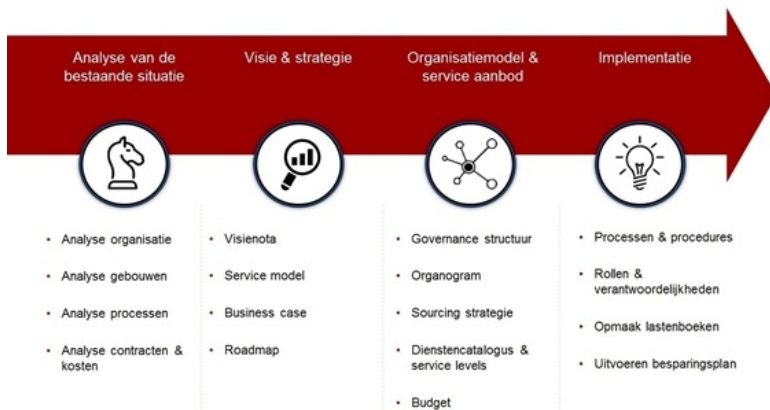 Analyse van de
bestaande situatie
Visie & strategie
Organisatiemodel &
service aanbod
Implementatie
• Analyse organisatie
• Analyse gebouwen
• Analyse processen
• Analyse contracten &
kosten
• Visienota
• Service model
• Business case
• Roadmap
• Governance structuur
• Organogram
• Sourcing strategie
• Dienstencatalogus &
service levels
• Budget
• Processen & procedures
• Rollen &
verantwoordelijkheden
• Opmaak lastenboeken
• Uitvoeren besparingsplan